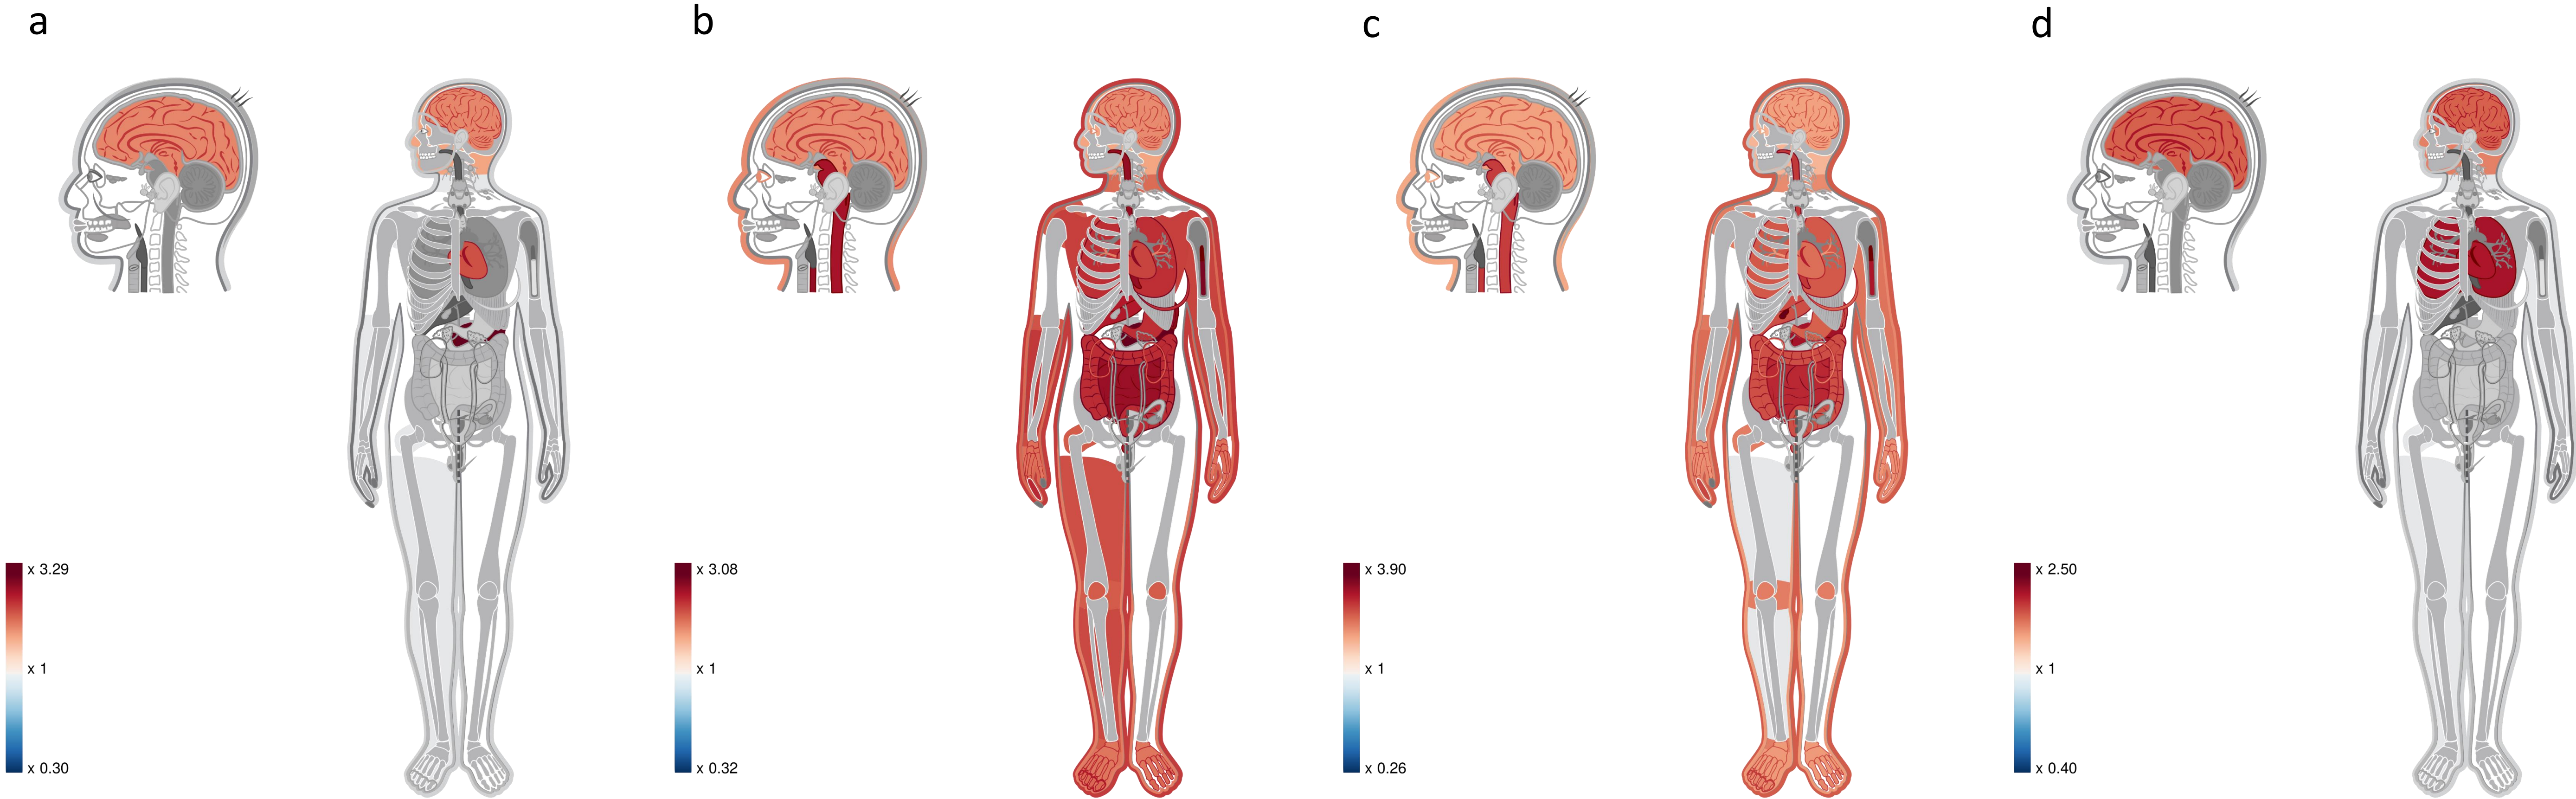 a
b
c
d
x 3.29
x 1
x 0.30
x 3.08
x 1
x 0.32
x 3.90
x 1
x 0.26
x 2.50
x 1
x 0.40